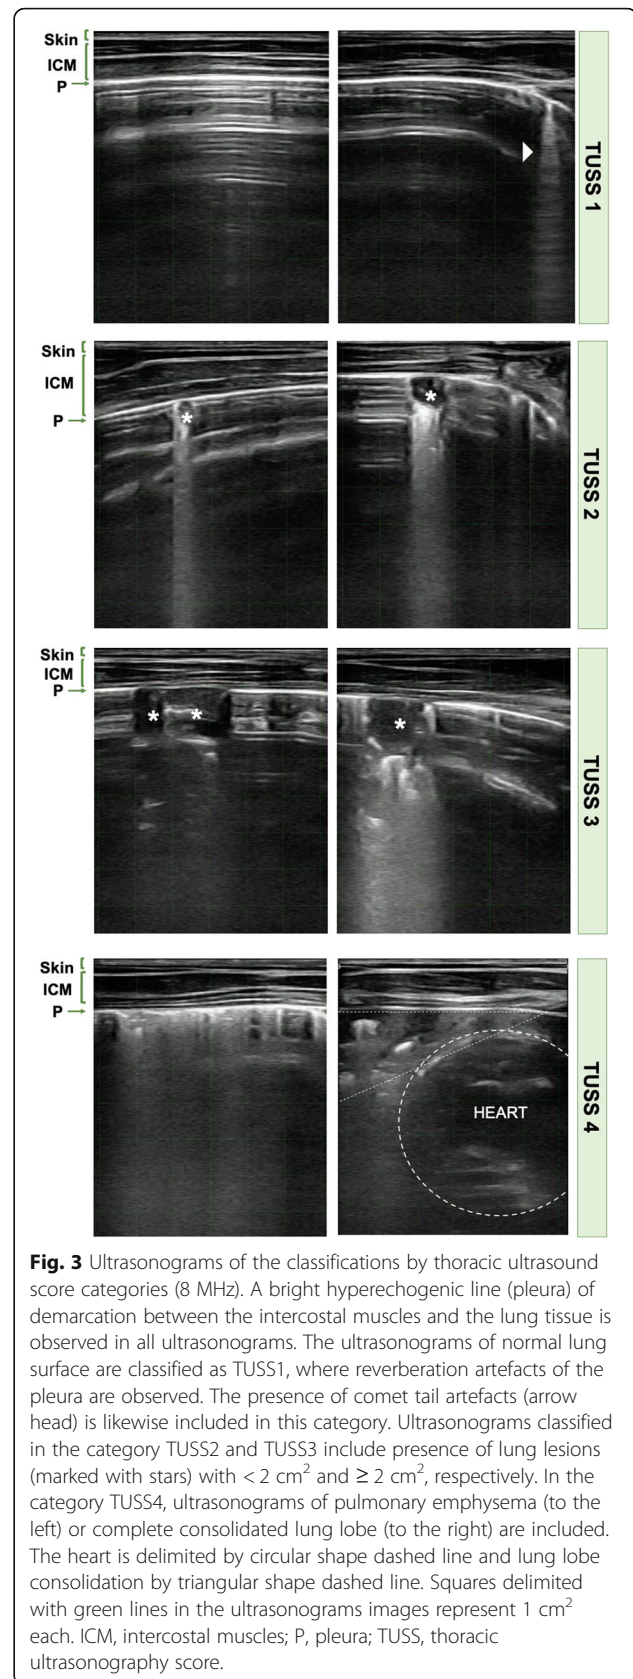 Skin
ICM
P
TUSS 1
Skin
ICM
P
*
*
TUSS 2
Skin
ICM
P
* *
*
TUSS 3
Skin
ICM
P
HEART
TUSS 4
Fig. 3 Ultrasonograms of the classifications by thoracic ultrasound
score categories (8 MHz). A bright hyperechogenic line (pleura) of
demarcation between the intercostal muscles and the lung tissue is
observed in all ultrasonograms. The ultrasonograms of normal lung
surface are classified as TUSS1, where reverberation artefacts of the
pleura are observed. The presence of comet tail artefacts (arrow
head) is likewise included in this category. Ultrasonograms classified
in the category TUSS2 and TUSS3 include presence of lung lesions
(marked with stars) with < 2 cm² and ≥ 2 cm², respectively. In the
category TUSS4, ultrasonograms of pulmonary emphysema (to the
left) or complete consolidated lung lobe (to the right) are included.
The heart is delimited by circular shape dashed line and lung lobe
consolidation by triangular shape dashed line. Squares delimited
with green lines in the ultrasonograms images represent 1 cm²
each. ICM, intercostal muscles; P, pleura; TUSS, thoracic
ultrasonography score.